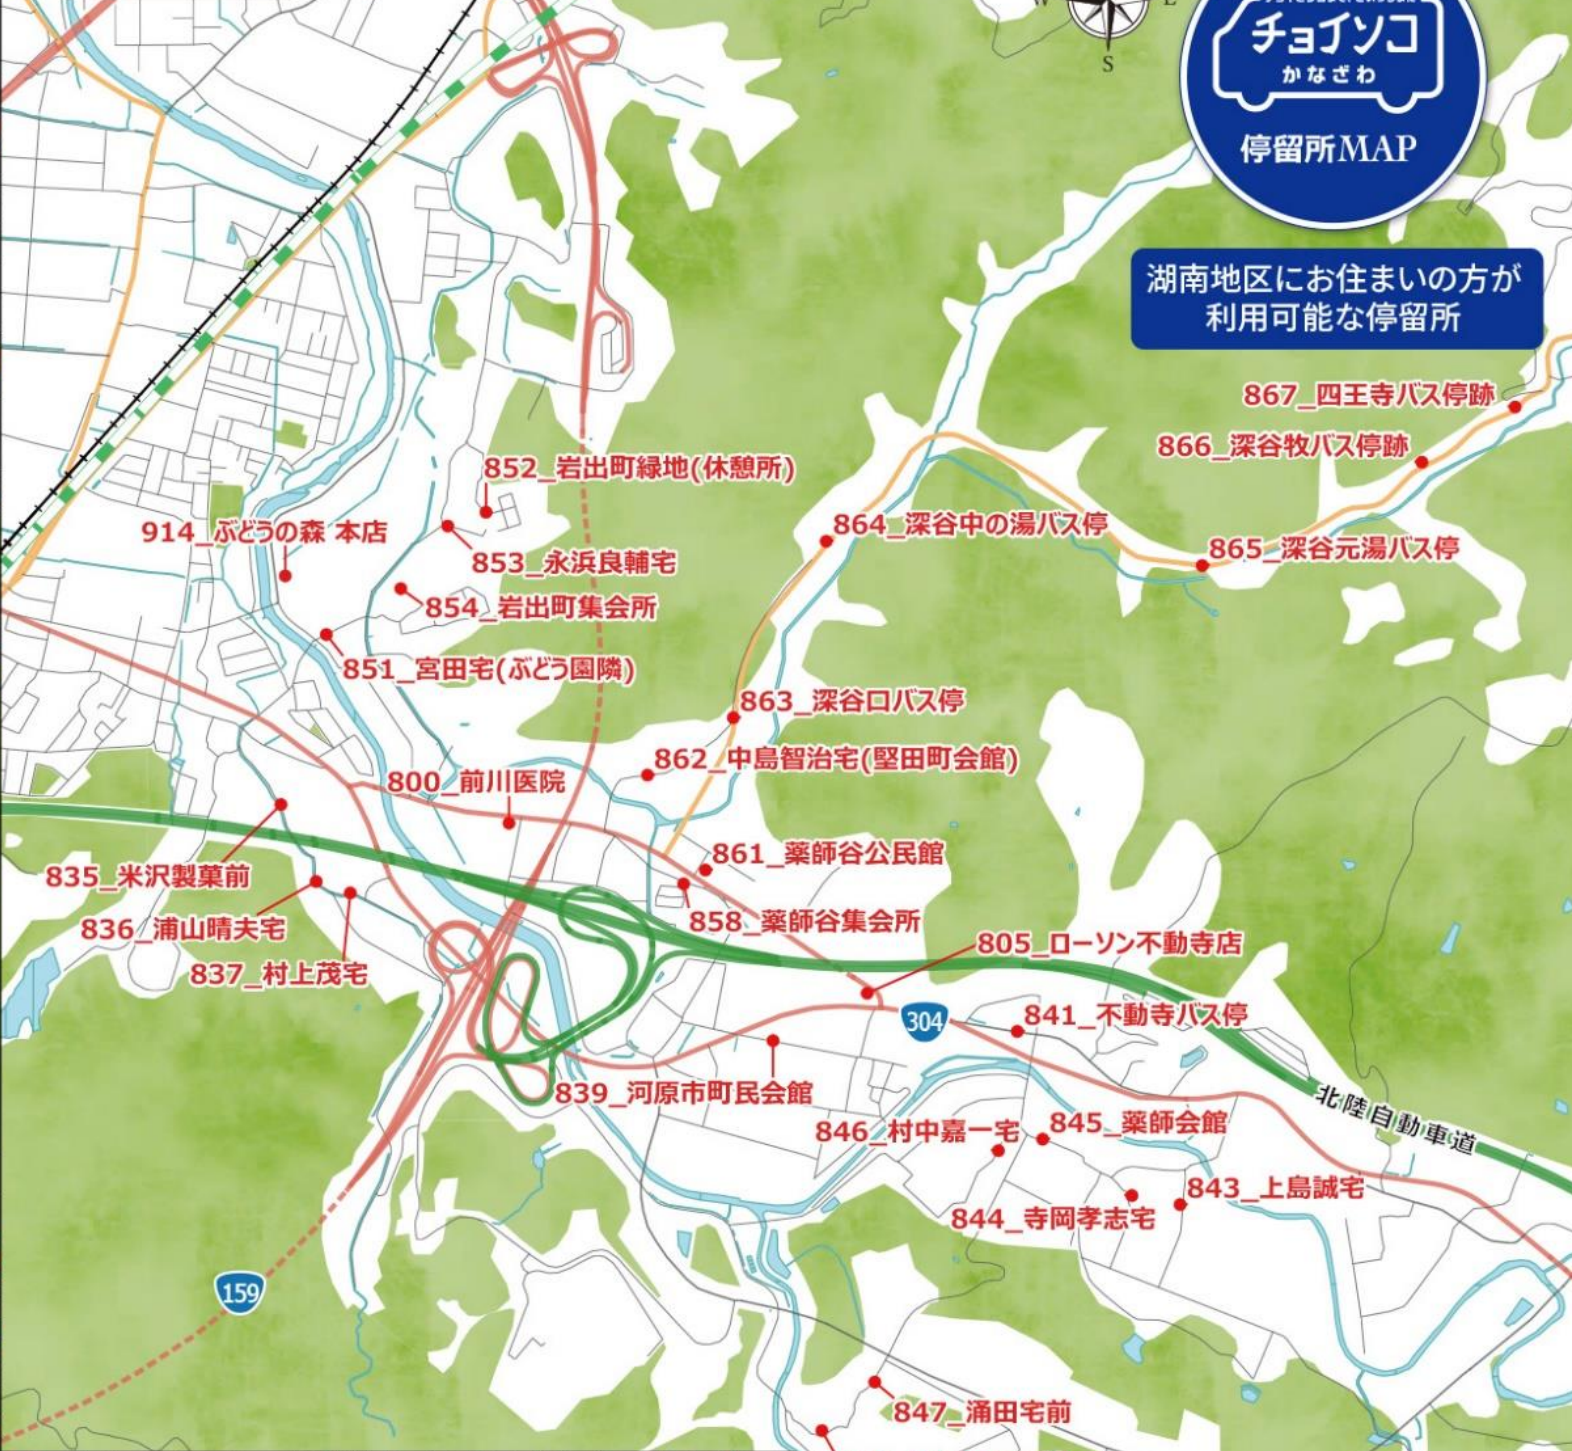 W
E
S
チョイソコ
かなざわ
停留所MAP
湖南地区にお住まいの方が
利用可能な停留所
867_四王寺バス停跡
866_深谷牧バス停跡
852_岩出町緑地(休憩所)
914_ぶどうの森 本店
864_深谷中の湯バス停
865_深谷元湯バス停
853_永浜良輔宅
854_岩出町集会所
851_宮田宅(ぶどう園隣)
863_深谷口バス停
862_中島智治宅(堅田町会館)
800_前川医院
861_薬師谷公民館
835_米沢製菓前
858_薬師谷集会所
836_浦山晴夫宅
805_ローソン不動寺店
837_村上茂宅
841_不動寺バス停
304
839_河原市町民会館
北陸自動車道
846_村中嘉一宅
845_薬師会館
843_上島誠宅
844_寺岡孝志宅
159
847_涌田宅前